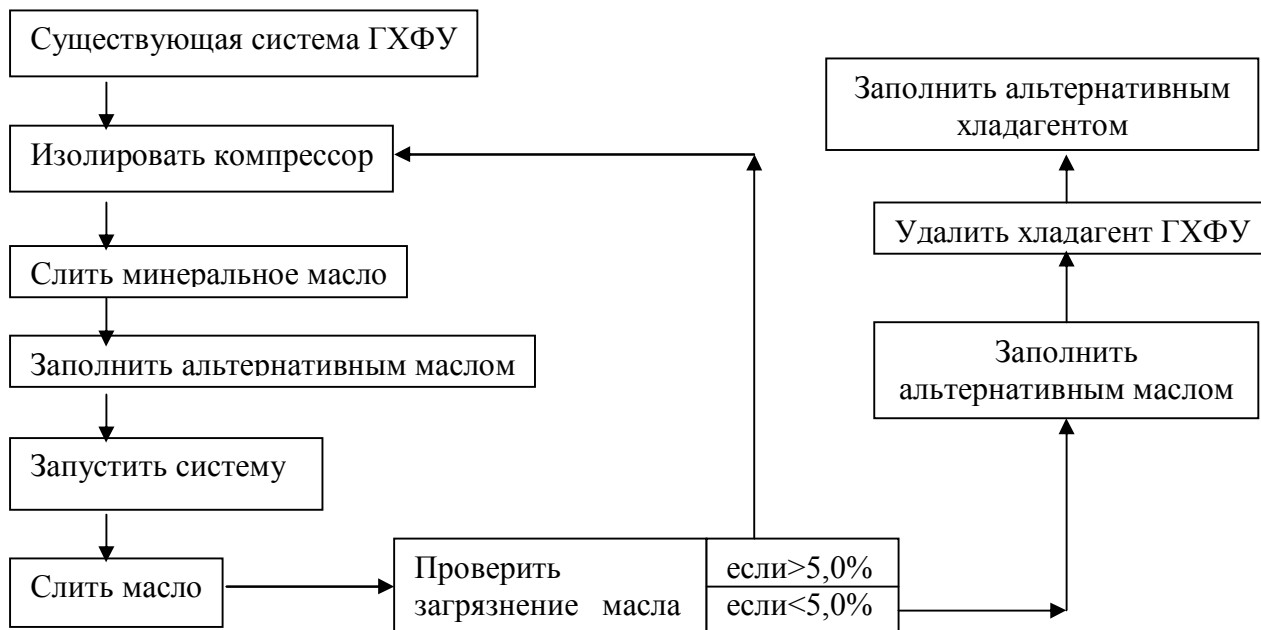 Существующая система ГХФУ
Изолировать компрессор
Слить минеральное масло
Заполнить альтернативным маслом
Запустить систему
Слить масло
Проверить
загрязнение масла
если>5,0%
если<5,0%
Заполнить альтернативным
хладагентом
Удалить хладагент ГХФУ
Заполнить
альтернативным маслом